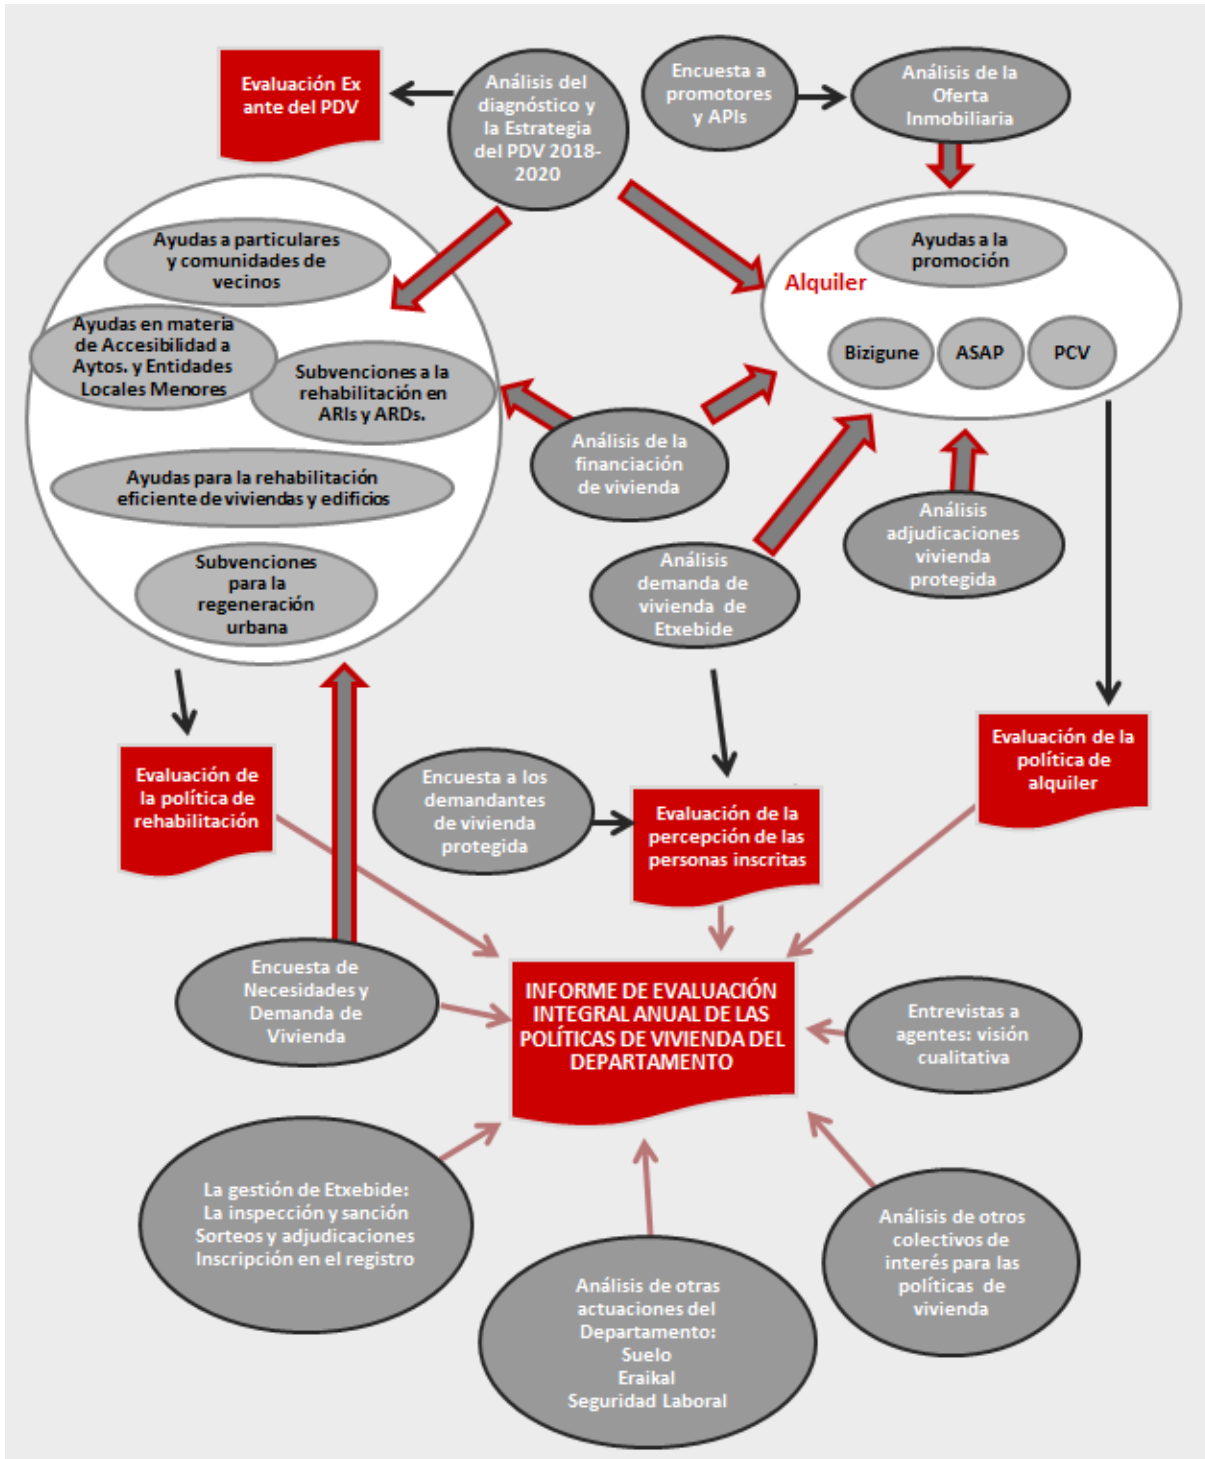 Evaluación Ex
ante del PDV
Análisis del
diagnóstico y
la Estrategia
del PDV 2018-
2020
Encuesta a
promotores
y APIs
Análisis de la
Oferta
Inmobiliaria
Ayudas a particulares
y comunidades de
vecinos
Ayudas en materia
de Accesibilidad a
Aytos. y Entidades
Locales Menores
Subvenciones a la
rehabilitación en
ARIs y ARDs.
Ayudas para la rehabilitación
eficiente de viviendas y edificios
Subvenciones
para la
regeneración
urbana
Ayudas a la
promoción
Alquiler
Bizigune
ASAP
PCV
Análisis de la
financiación
de vivienda
Análisis
demanda de
vivienda de
Etxebide
Análisis
adjudicaciones
vivienda
protegida
Evaluación de
la política de
rehabilitación
Encuesta a los
demandantes
de vivienda
protegida
Evaluación de la
percepción de las
personas inscritas
Evaluación de la
política de
alquiler
Encuesta de
Necesidades y
Demanda de
Vivienda
INFORME DE EVALUACIÓN
INTEGRAL ANUAL DE LAS
POLÍTICAS DE VIVIENDA DEL
DEPARTAMENTO
Entrevistas a
agentes: visión
cualitativa
La gestión de Etxebide:
La inspección y sanción
Sorteos y adjudicaciones
Inscripción en el registro
Análisis de otras
actuaciones del
Departamento:
Suelo
Eraikal
Seguridad Laboral
Análisis de otros
colectivos de
interés para las
políticas de
vivienda